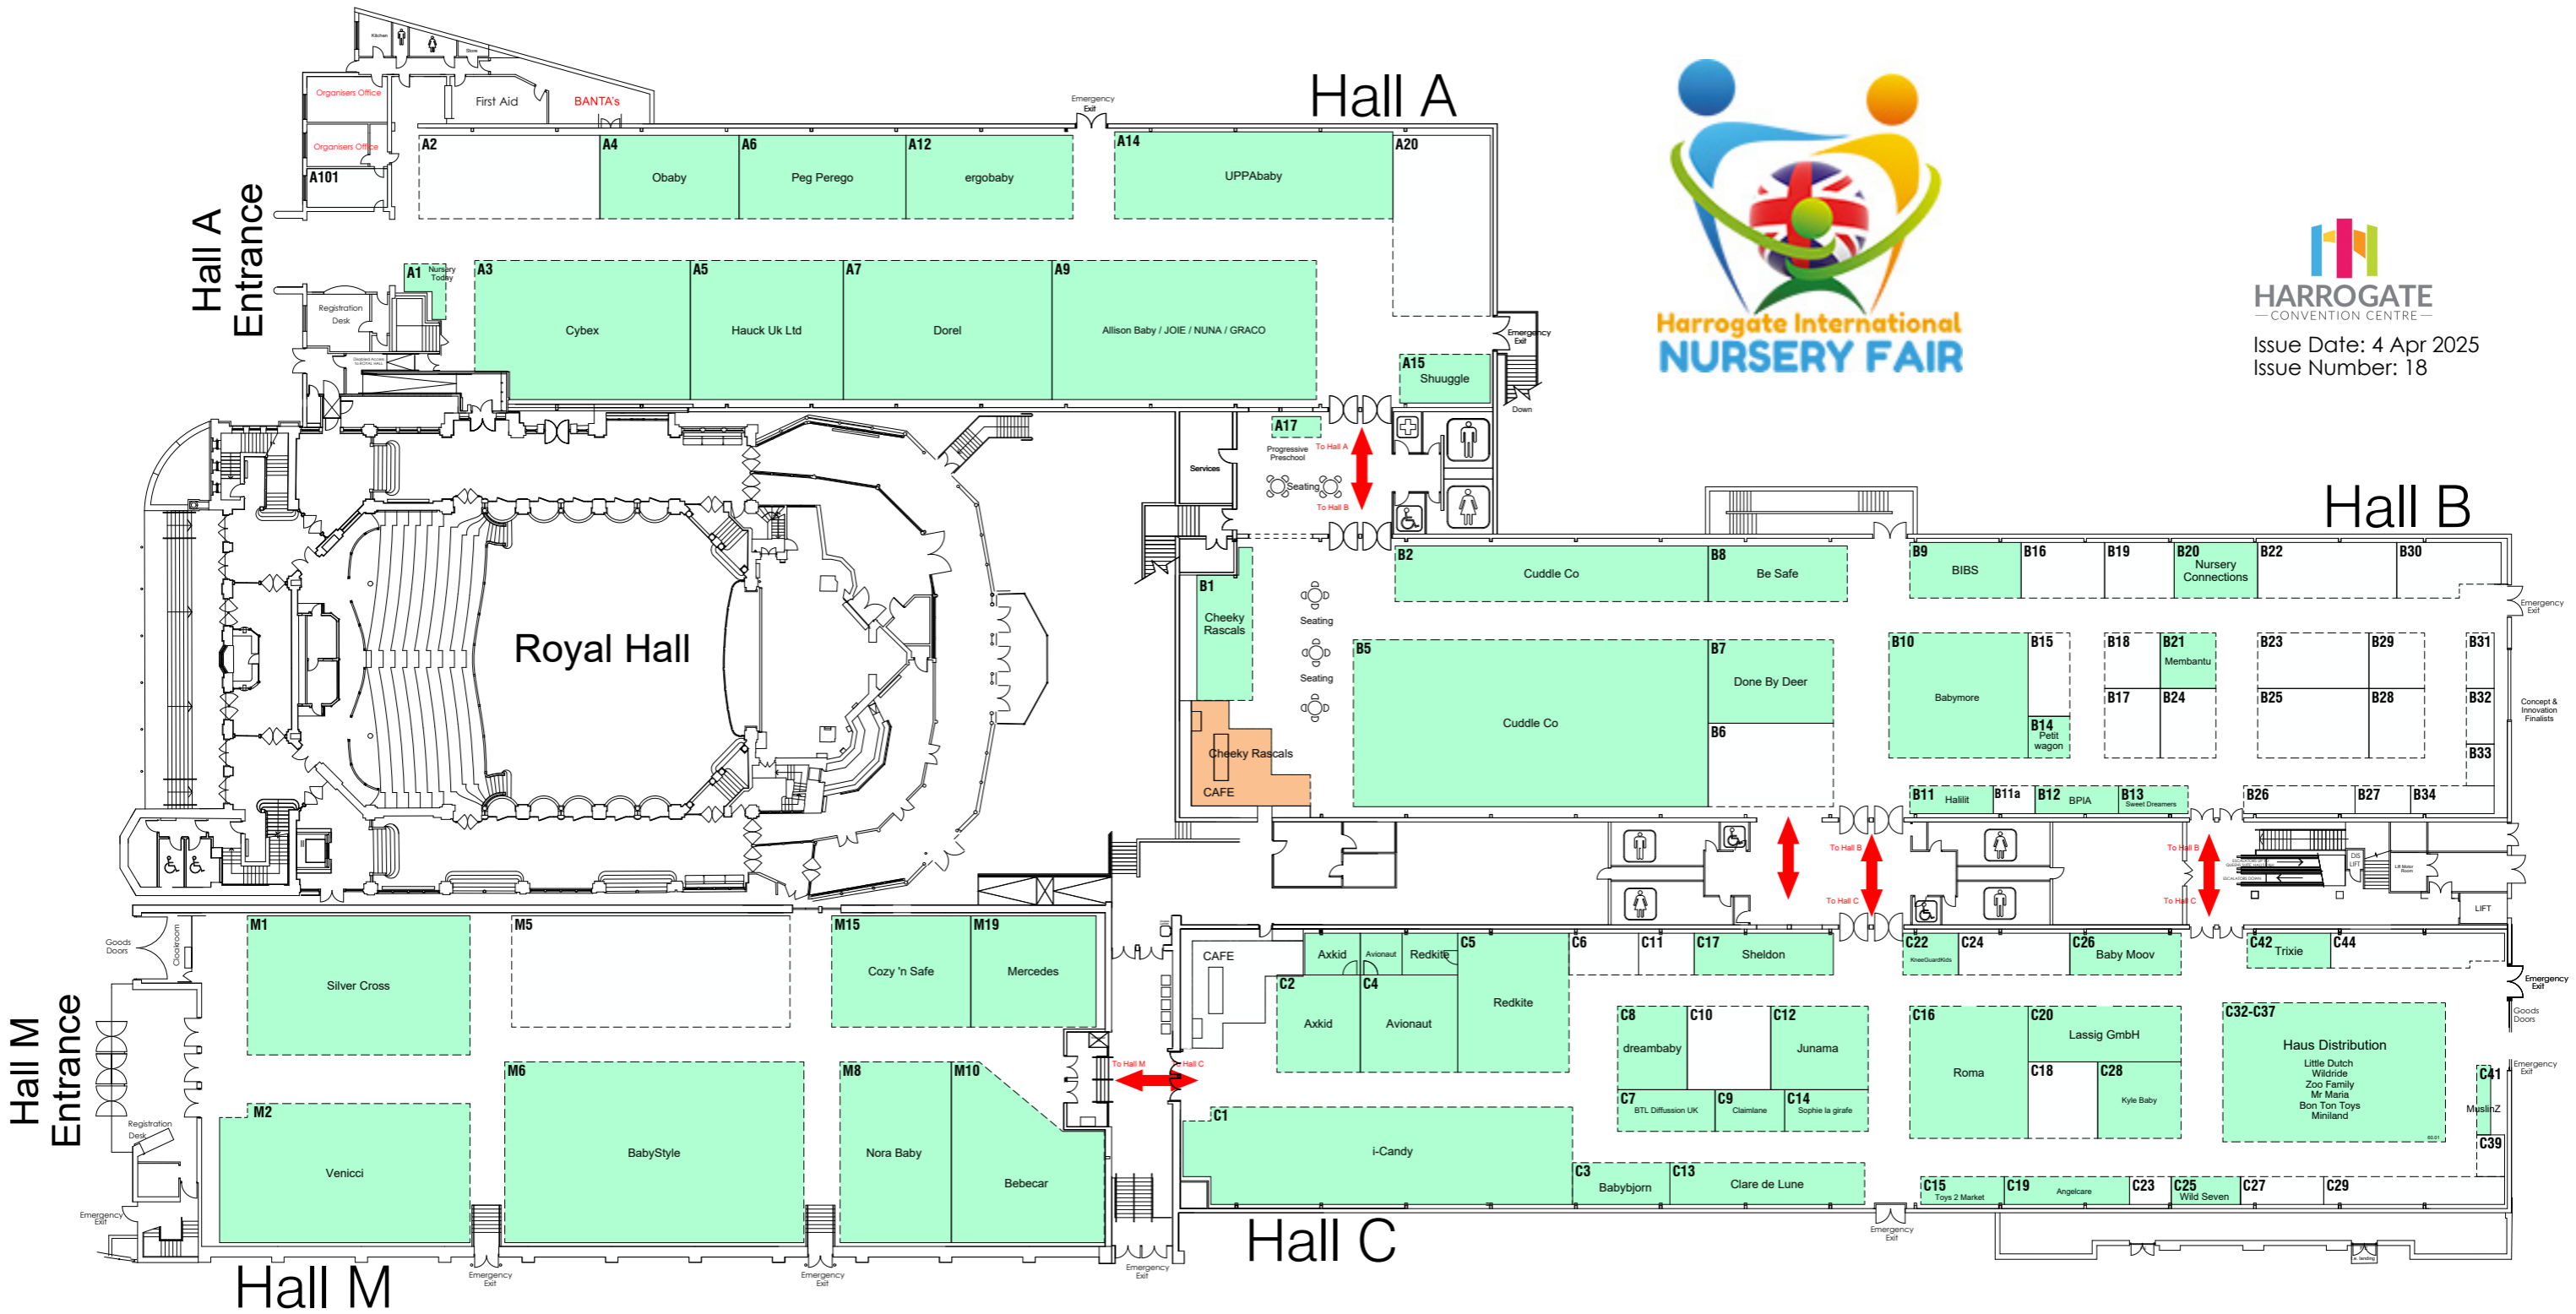 Kitchen
Store
Organisers Office
First Aid
BANTA's
Organisers Office
A101
Hall A
Entrance
Hall A
Emergency
Exit
A2
A4
Obaby
A6
Peg Perego
A12
ergobaby
A14
UPPAbaby
A20
A1
Nursery
Today
Registration
Desk
A3
Cybex
A5
Hauck Uk Ltd
A7
Dorel
A9
Allison Baby / JOIE / NUNA / GRACO
Emergency
Exit
A15
Shuuggle
Down
Harrogate International
NURSERY FAIR
HARROGATE
CONVENTION CENTRE
Issue Date: 4 Apr 2025
Issue Number: 18
A17
Progressive
Preschool
To Hall A
Services
Seating
To Hall B
Royal Hall
Hall B
B1
Cheeky
Rascals
Seating
Seating
Cheeky Rascals
CAFE
B2
Cuddle Co
B8
Be Safe
B9
BIBS
B16
B19
B20
Nursery
Connections
B22
B30
Emergency
Exit
B5
Cuddle Co
B7
Done By Deer
B6
B10
Babymore
B15
B14
Petit
wagon
B18
B21
Membantu
B17
B24
B23
B29
B25
B28
B31
B32
B33
Concept &
Innovation
Finalists
B11
Halilit
B11a
B12
BPIA
B13
Sweet Dreamers
B26
B27
B34
To Hall B
To Hall C
To Hall B
To Hall C
DIS
LIFT
Lift Motor
Room
LIFT
Goods
Doors
Cloakroom
Hall M
Entrance
Registration
Desk
Emergency
Exit
M1
Silver Cross
M5
M15
Cozy 'n Safe
M19
Mercedes
M2
Venicci
M6
BabyStyle
M8
Nora Baby
M10
Bebecar
Emergency
Exit
Emergency
Exit
Emergency
Exit
Hall M
To Hall M
To Hall C
CAFE
Axkid
Avionaut
Redkite
C5
Redkite
C2
Axkid
C4
Avionaut
C6
C11
C17
Sheldon
C22
KneeGuardKids
C24
C26
Baby Moov
C42
Trixie
C44
Emergency
Exit
Goods
Doors
C8
dreambaby
C10
C12
Junama
C7
BTL Diffussion UK
C9
Claimlane
C14
Sophie la girafe
C16
Roma
C20
Lassig GmbH
C18
C28
Kyle Baby
C32-C37
Haus Distribution
Little Dutch
Wildride
Zoo Family
Mr Maria
Bon Ton Toys
Miniland
Emergency
Exit
C41
MuslinZ
C39
C1
i-Candy
C3
Babybjorn
C13
Clare de Lune
C15
Toys 2 Market
C19
Angelcare
C23
C25
Wild Seven
C27
C29
Emergency
Exit
Hall C